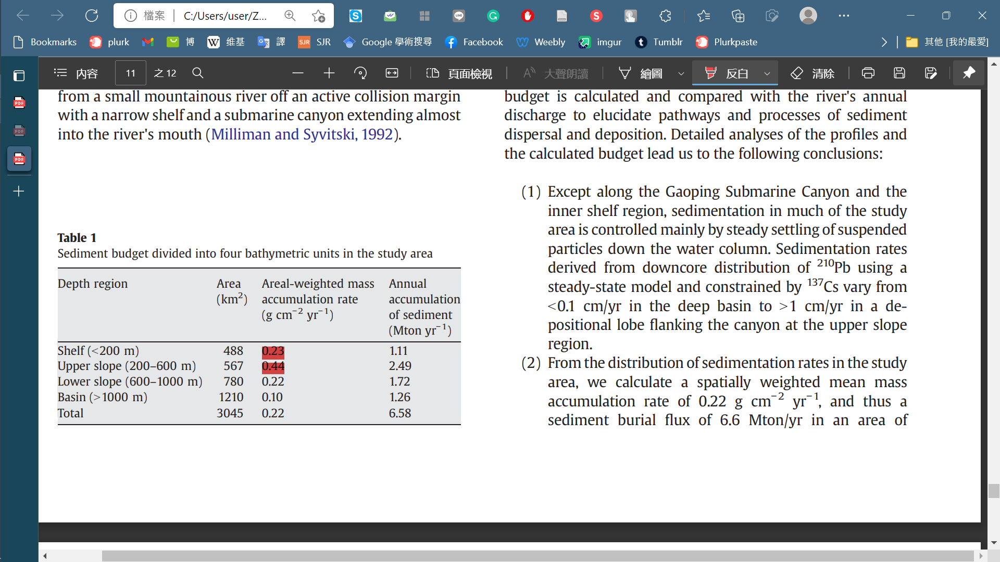 檔案 C:/Users/user/Z...
Bookmarks plurk 博 維基 譯 SJR Google 學術搜尋 Facebook Weebly imgur Tumblr Plurkpaste 其他 [我的最愛]
內容 11 之 12 頁面檢視 大聲朗讀 繪圖 反白 清除
from a small mountainous river off an active collision margin
with a narrow shelf and a submarine canyon extending almost
into the river's mouth (Milliman and Syvitski, 1992).
Table 1
Sediment budget divided into four bathymetric units in the study area
Depth region Area Areal-weighted mass Annual
(km²) accumulation rate accumulation
(g cm⁻² yr⁻¹) of sediment
(Mton yr⁻¹)
Shelf (<200 m) 488 0.23 1.11
Upper slope (200–600 m) 567 0.44 2.49
Lower slope (600–1000 m) 780 0.22 1.72
Basin (>1000 m) 1210 0.10 1.26
Total 3045 0.22 6.58
budget is calculated and compared with the river's annual
discharge to elucidate pathways and processes of sediment
dispersal and deposition. Detailed analyses of the profiles and
the calculated budget lead us to the following conclusions:
(1) Except along the Gaoping Submarine Canyon and the
inner shelf region, sedimentation in much of the study
area is controlled mainly by steady settling of suspended
particles down the water column. Sedimentation rates
derived from downcore distribution of ²¹⁰Pb using a
steady-state model and constrained by ¹³⁷Cs vary from
<0.1 cm/yr in the deep basin to >1 cm/yr in a de-
positional lobe flanking the canyon at the upper slope
region.
(2) From the distribution of sedimentation rates in the study
area, we calculate a spatially weighted mean mass
accumulation rate of 0.22 g cm⁻² yr⁻¹, and thus a
sediment burial flux of 6.6 Mton/yr in an area of